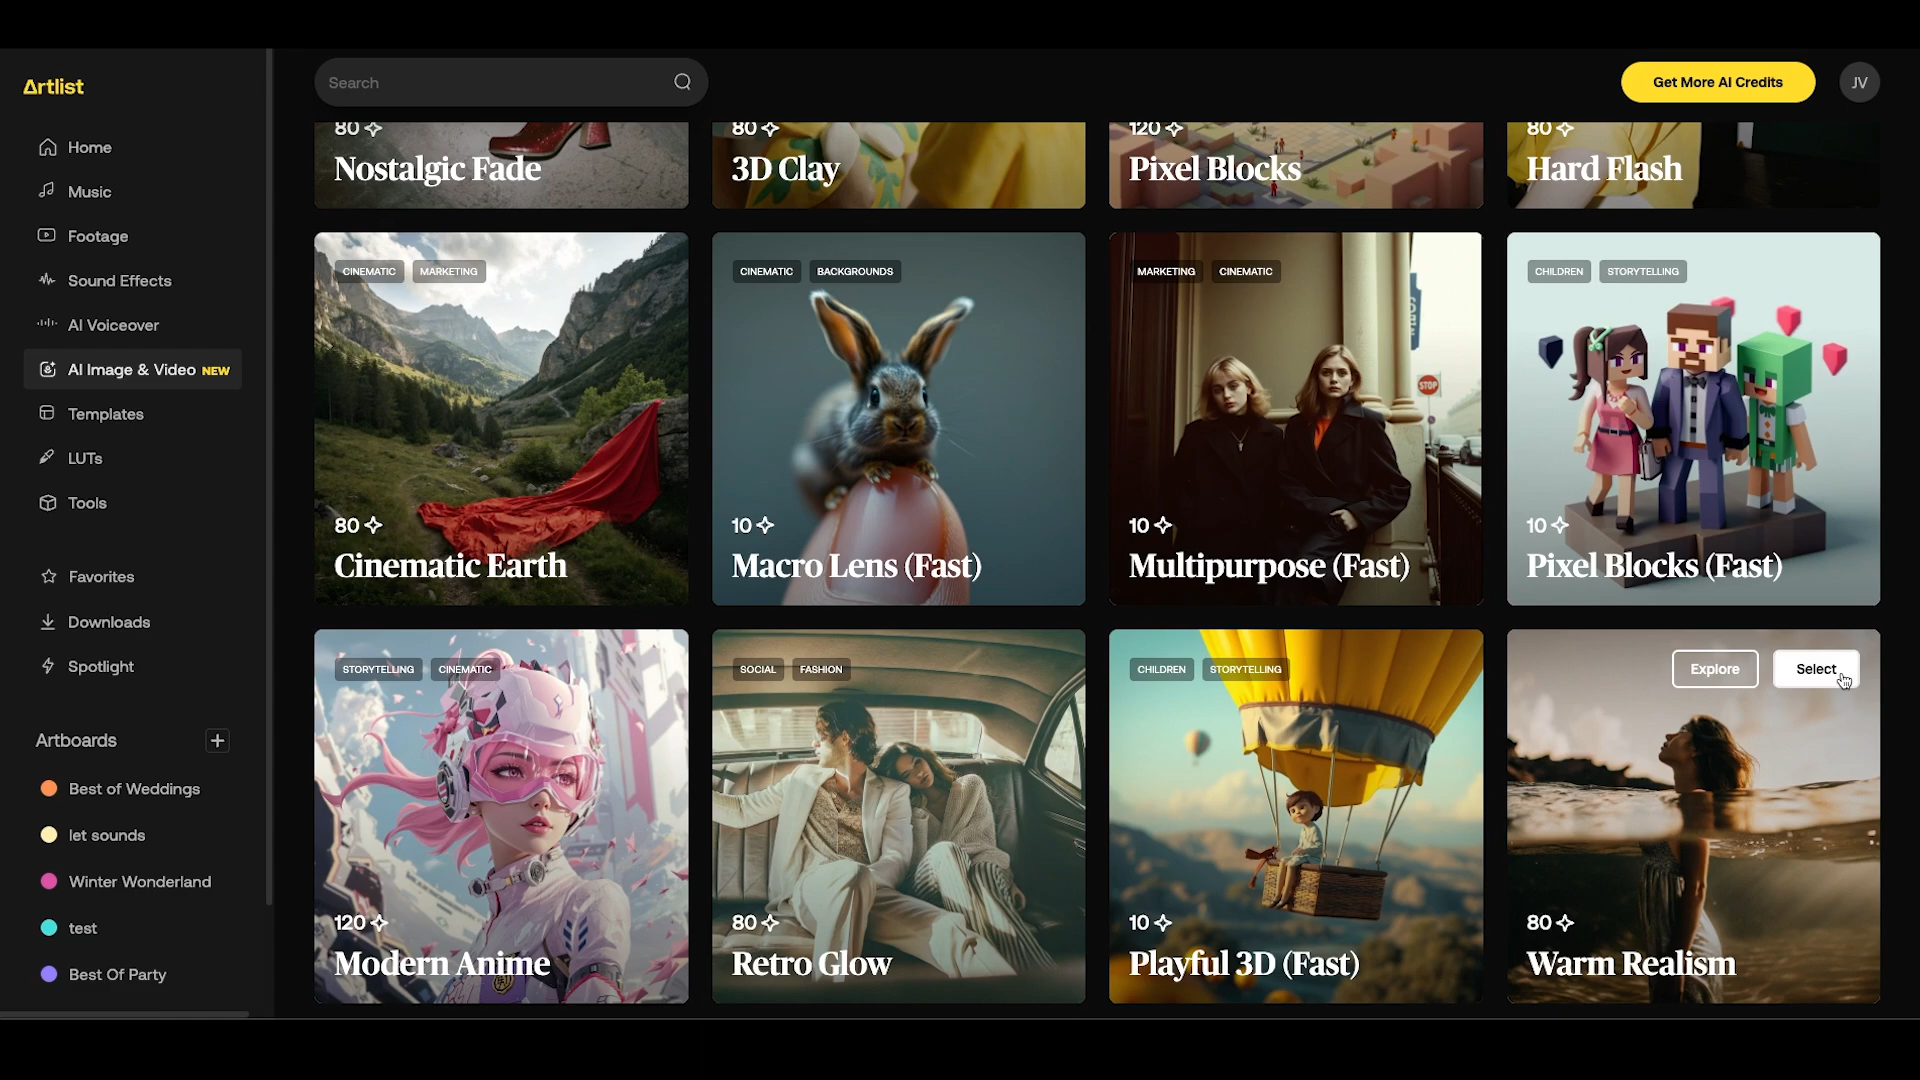 Artlist
Search
Get More AI Credits
JV
Home
Music
Footage
Sound Effects
AI Voiceover
AI Image & Video NEW
Templates
LUTs
Tools
Favorites
Downloads
Spotlight
Artboards
Best of Weddings
let sounds
Winter Wonderland
test
Best Of Party
80
Nostalgic Fade
80
3D Clay
120
Pixel Blocks
80
Hard Flash
CINEMATIC MARKETING
80
Cinematic Earth
CINEMATIC BACKGROUNDS
10
Macro Lens (Fast)
MARKETING CINEMATIC
STOP
10
Multipurpose (Fast)
CHILDREN STORYTELLING
10
Pixel Blocks (Fast)
STORYTELLING CINEMATIC
120
Modern Anime
SOCIAL FASHION
80
Retro Glow
CHILDREN STORYTELLING
10
Playful 3D (Fast)
Explore Select
80
Warm Realism